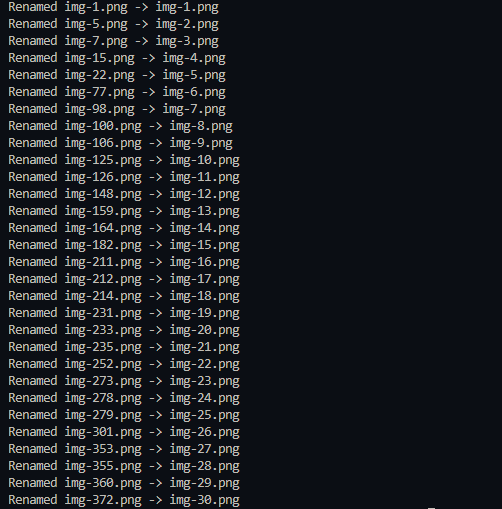 Renamed img-1.png -> img-1.png
Renamed img-5.png -> img-2.png
Renamed img-7.png -> img-3.png
Renamed img-15.png -> img-4.png
Renamed img-22.png -> img-5.png
Renamed img-77.png -> img-6.png
Renamed img-98.png -> img-7.png
Renamed img-100.png -> img-8.png
Renamed img-106.png -> img-9.png
Renamed img-125.png -> img-10.png
Renamed img-126.png -> img-11.png
Renamed img-148.png -> img-12.png
Renamed img-159.png -> img-13.png
Renamed img-164.png -> img-14.png
Renamed img-182.png -> img-15.png
Renamed img-211.png -> img-16.png
Renamed img-212.png -> img-17.png
Renamed img-214.png -> img-18.png
Renamed img-231.png -> img-19.png
Renamed img-233.png -> img-20.png
Renamed img-235.png -> img-21.png
Renamed img-252.png -> img-22.png
Renamed img-273.png -> img-23.png
Renamed img-278.png -> img-24.png
Renamed img-279.png -> img-25.png
Renamed img-301.png -> img-26.png
Renamed img-353.png -> img-27.png
Renamed img-355.png -> img-28.png
Renamed img-360.png -> img-29.png
Renamed img-372.png -> img-30.png